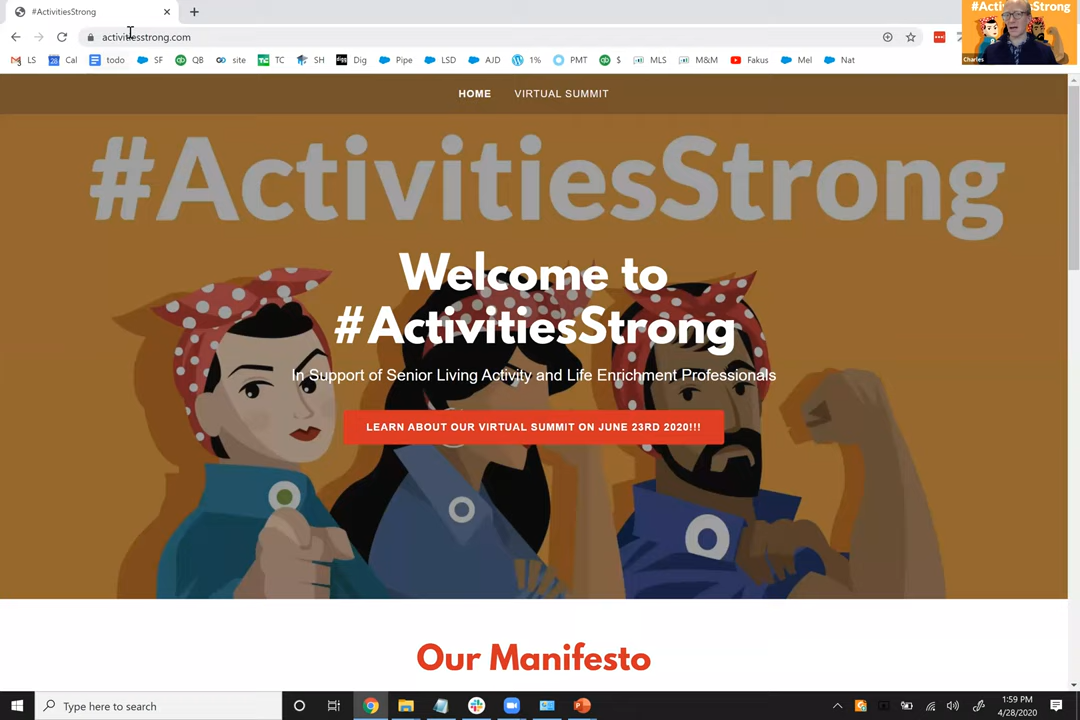 #ActivitiesStrong
activitiesstrong.com
LS Cal todo SF QB site TC SH Dig Pipe LSD AJD 1% PMT $ MLS M&M Fakus Mel Nat
Charles
HOME VIRTUAL SUMMIT
#ActivitiesStrong
Welcome to
#ActivitiesStrong
In Support of Senior Living Activity and Life Enrichment Professionals
LEARN ABOUT OUR VIRTUAL SUMMIT ON JUNE 23RD 2020!!!
Our Manifesto
Type here to search
1:59 PM
4/28/2020